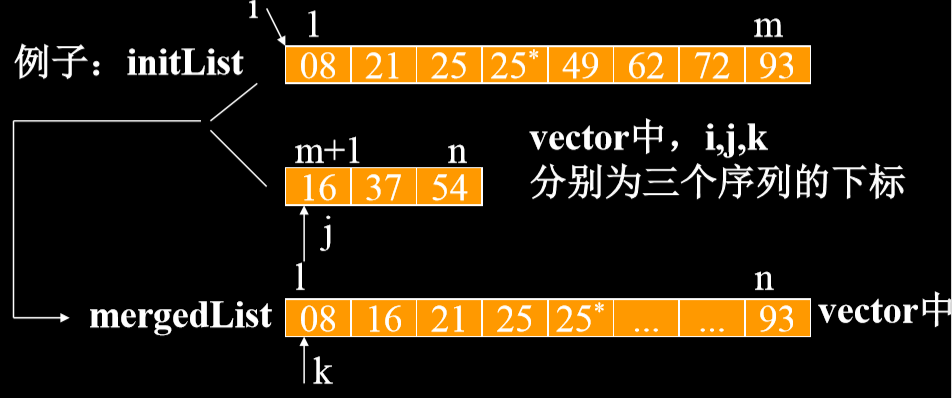 i
l m
例子：initList 08 21 25 25* 49 62 72 93
m+1 n
16 37 54
vector中，i,j,k
分别为三个序列的下标
j
l n
mergedList 08 16 21 25 25* ... ... 93 vector中
k